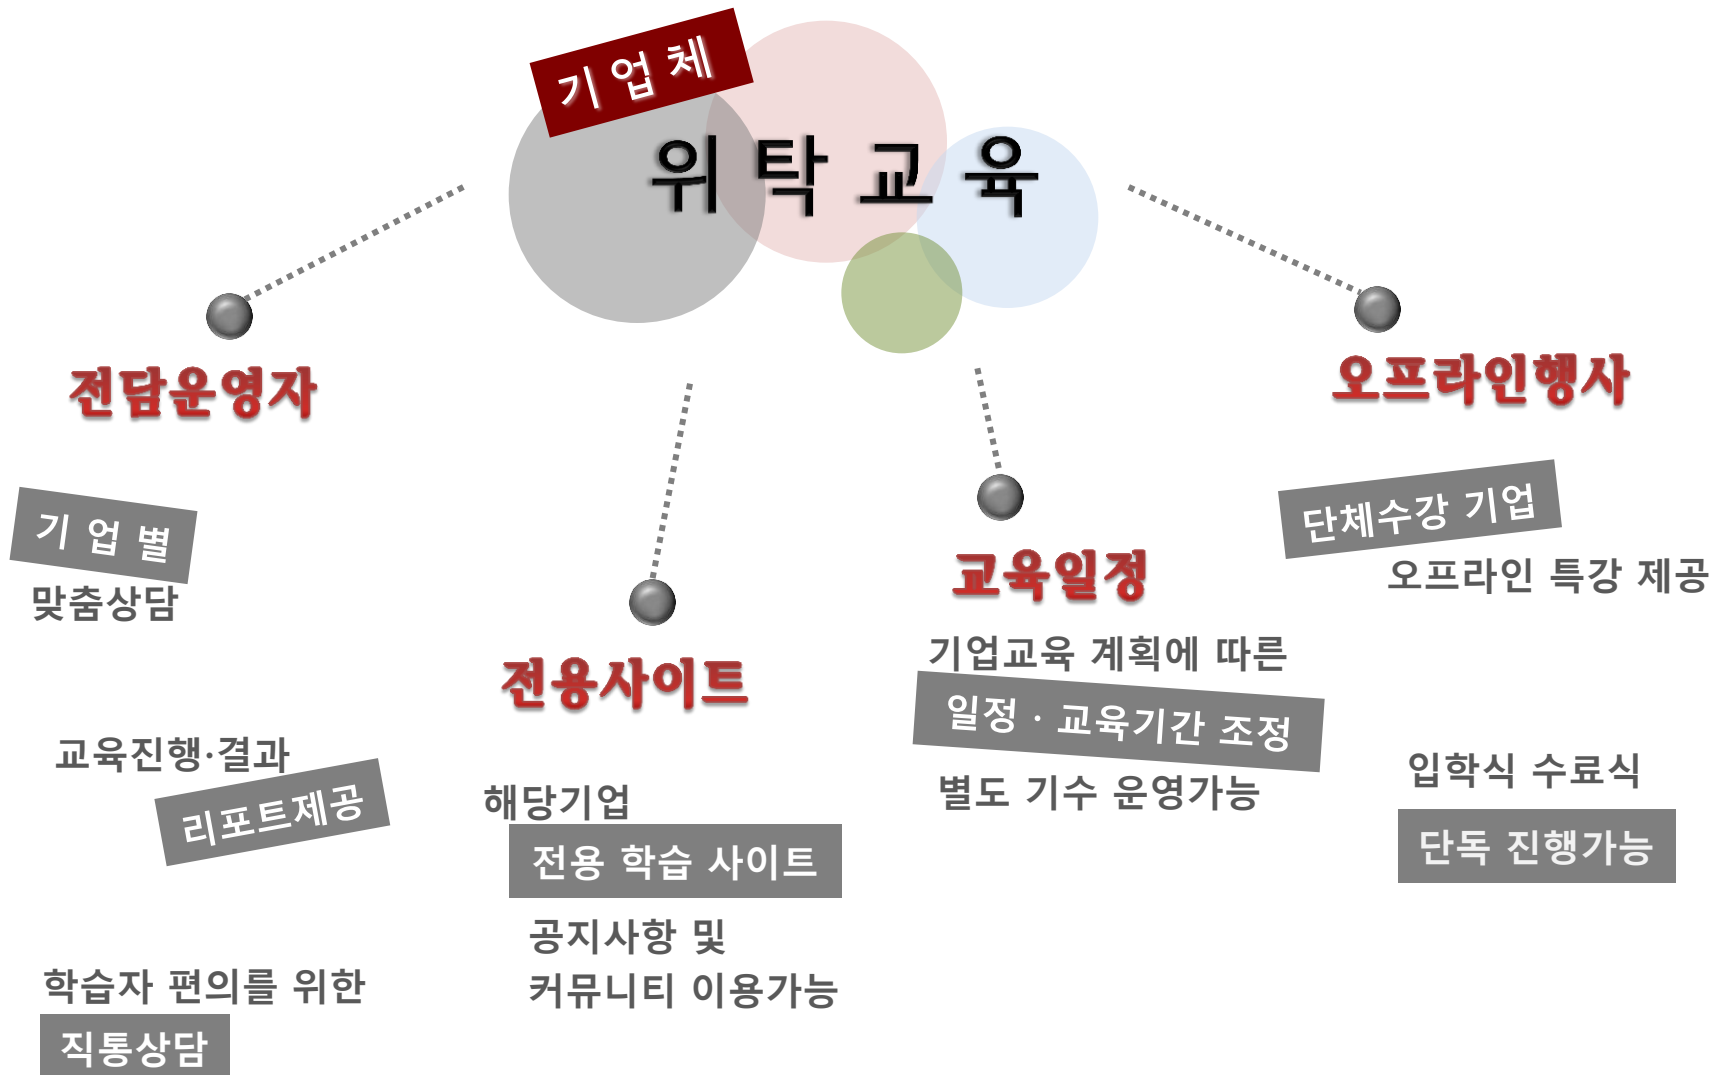 기업체
위탁교육
전담운영자
기업별
맞춤상담
교육진행·결과
리포트제공
학습자 편의를 위한
직통상담
전용사이트
해당기업
전용 학습 사이트
공지사항 및
커뮤니티 이용가능
교육일정
기업교육 계획에 따른
일정 · 교육기간 조정
별도 기수 운영가능
오프라인행사
단체수강 기업
오프라인 특강 제공
입학식 수료식
단독 진행가능